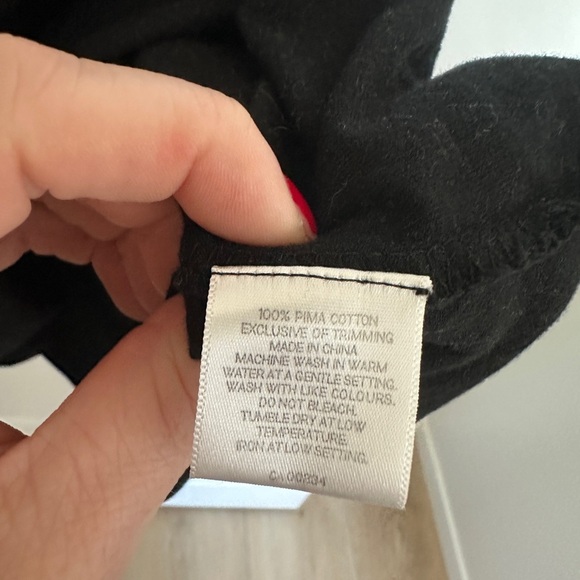 100% PIMA COTTON
EXCLUSIVE OF TRIMMING
MADE IN CHINA
MACHINE WASH IN WARM
WATER AT A GENTLE SETTING.
WASH WITH LIKE COLOURS.
DO NOT BLEACH.
TUMBLE DRY AT LOW
TEMPERATURE.
IRON AT LOW SETTING.